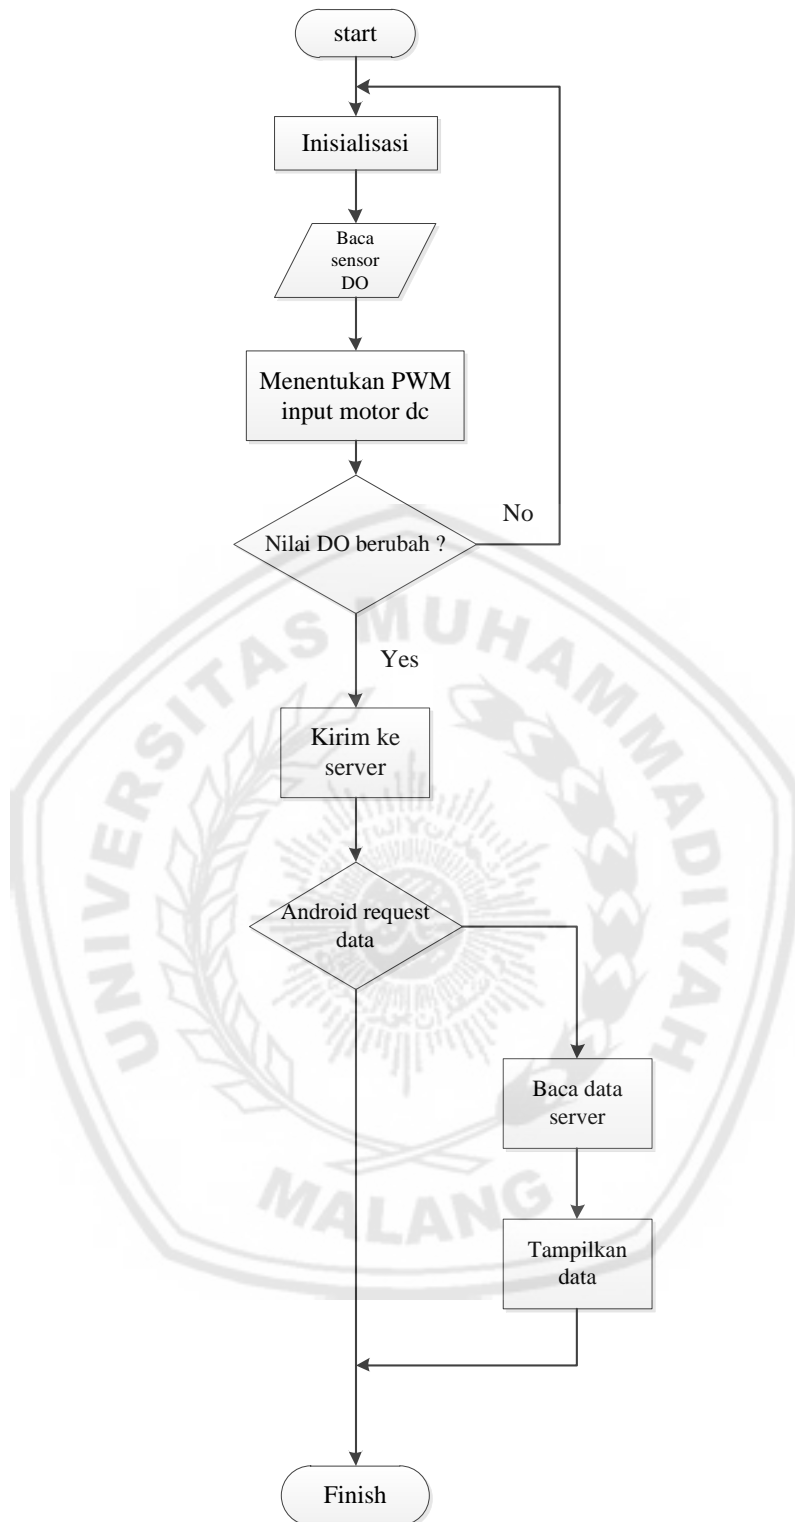 start
Inisialisasi
Baca
sensor
DO
Menentukan PWM
input motor dc
Nilai DO berubah ?
No
Yes
Kirim ke
server
Android request
data
Baca data
server
Tampilkan
data
Finish
UNIVERSITAS MUHAMMADIYAH
MALANG